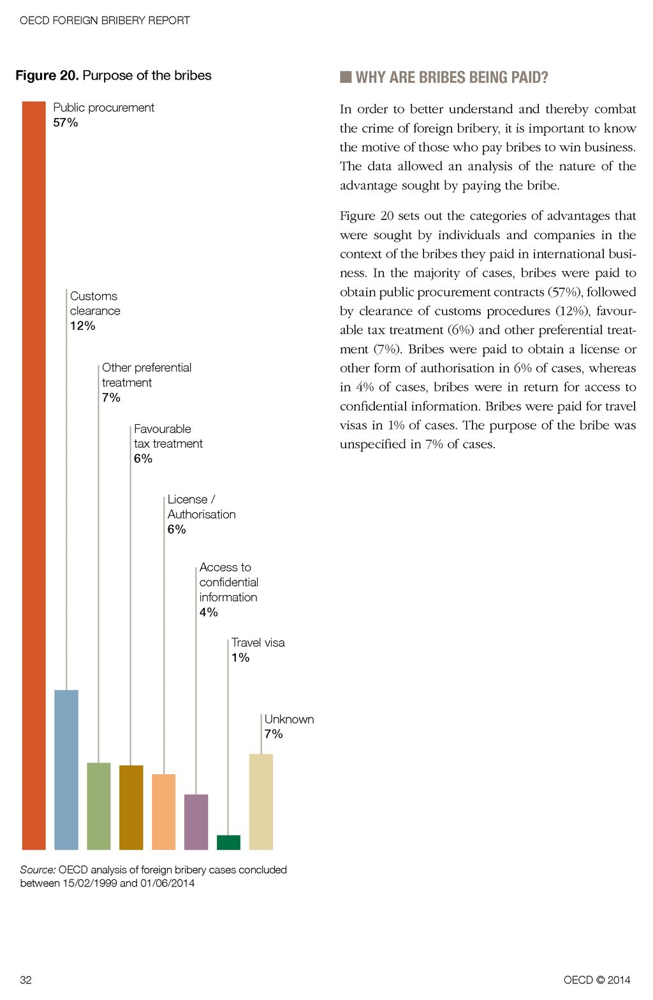 OECD FOREIGN BRIBERY REPORT
Figure 20. Purpose of the bribes
Public procurement
57%
Customs
clearance
12%
Other preferential
treatment
7%
Favourable
tax treatment
6%
License /
Authorisation
6%
Access to
confidential
information
4%
Travel visa
1%
Unknown
7%
Source: OECD analysis of foreign bribery cases concluded
between 15/02/1999 and 01/06/2014
WHY ARE BRIBES BEING PAID?
In order to better understand and thereby combat
the crime of foreign bribery, it is important to know
the motive of those who pay bribes to win business.
The data allowed an analysis of the nature of the
advantage sought by paying the bribe.
Figure 20 sets out the categories of advantages that
were sought by individuals and companies in the
context of the bribes they paid in international busi-
ness. In the majority of cases, bribes were paid to
obtain public procurement contracts (57%), followed
by clearance of customs procedures (12%), favour-
able tax treatment (6%) and other preferential treat-
ment (7%). Bribes were paid to obtain a license or
other form of authorisation in 6% of cases, whereas
in 4% of cases, bribes were in return for access to
confidential information. Bribes were paid for travel
visas in 1% of cases. The purpose of the bribe was
unspecified in 7% of cases.
32
OECD © 2014